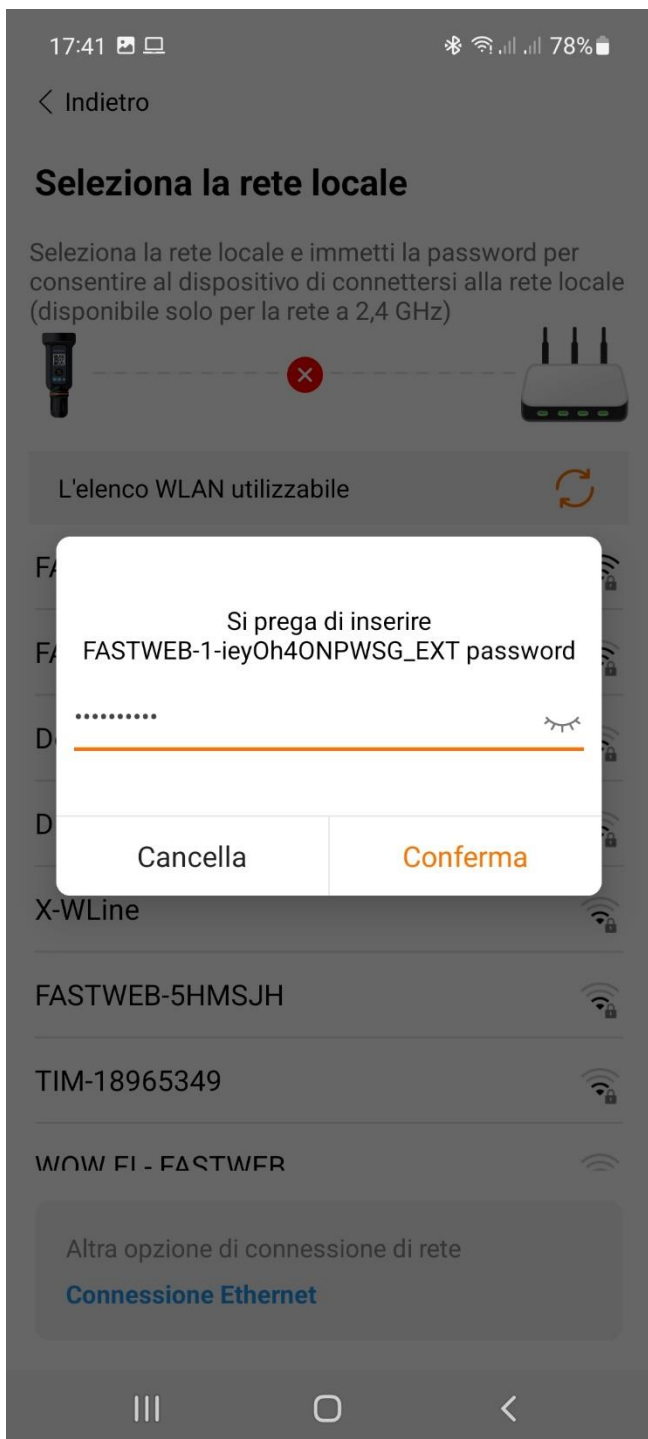 17:41
78%
Indietro
Seleziona la rete locale
Seleziona la rete locale e immetti la password per
consentire al dispositivo di connettersi alla rete locale
(disponibile solo per la rete a 2,4 GHz)
L'elenco WLAN utilizzabile
Si prega di inserire
FASTWEB-1-ieyOh4ONPWSG_EXT password
Cancella Conferma
X-WLine
FASTWEB-5HMSJH
TIM-18965349
WOW FI - FASTWEB
Altra opzione di connessione di rete
Connessione Ethernet